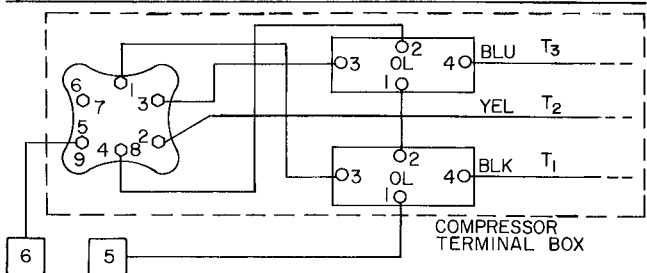 2
3 OL 4 BLU T3
1
6 1
7 3
5 4 8 2
9
YEL T2
2
3 OL 4 BLK T1
1
COMPRESSOR
TERMINAL BOX
6 5